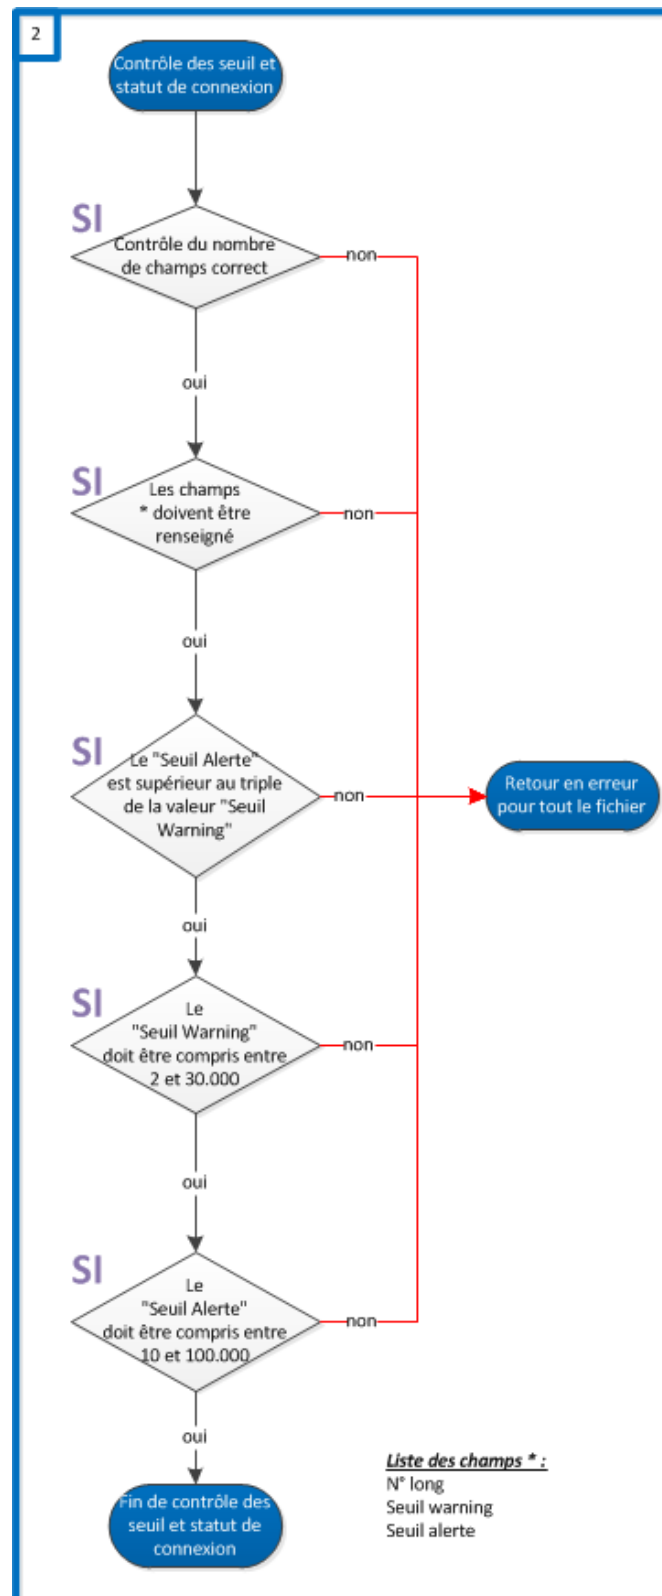 2
Contrôle des seuil et
statut de connexion
SI
Contrôle du nombre
de champs correct
non
oui
SI
Les champs
* doivent être
renseigné
non
oui
SI
Le "Seuil Alerte"
est supérieur au triple
de la valeur "Seuil
Warning"
non
Retour en erreur
pour tout le fichier
oui
SI
Le
"Seuil Warning"
doit être compris entre
2 et 30.000
non
oui
SI
Le
"Seuil Alerte"
doit être compris entre
10 et 100.000
non
oui
Fin de contrôle des
seuil et statut de
connexion
Liste des champs * :
N° long
Seuil warning
Seuil alerte